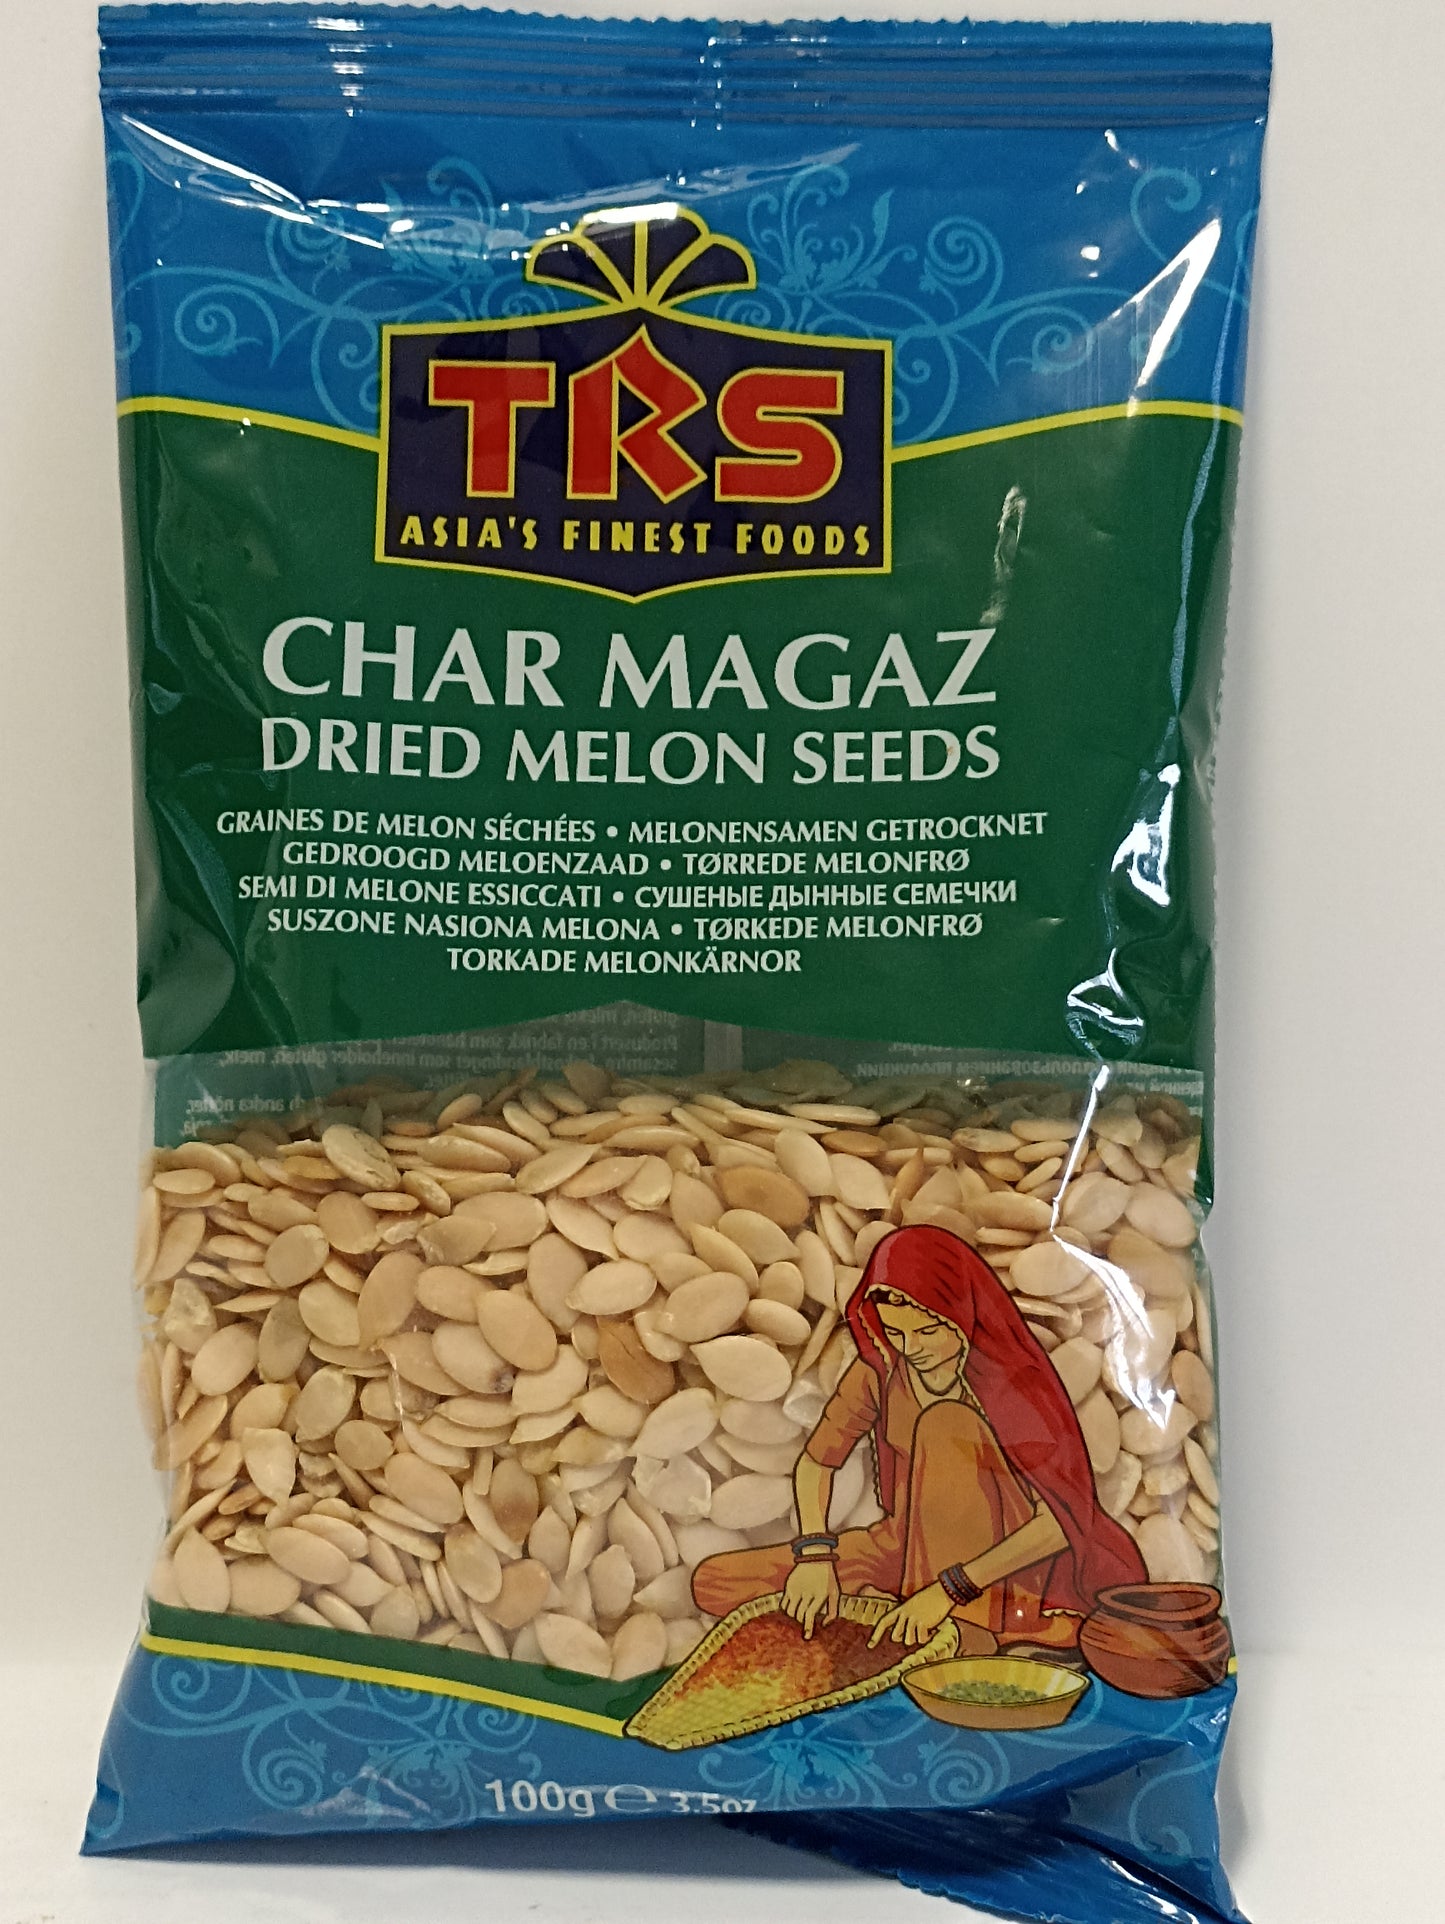 TRS
ASIA'S FINEST FOODS
CHAR MAGAZ
DRIED MELON SEEDS
GRAINES DE MELON SÉCHÉES • MELONENSAMEN GETROCKNET
GEDROOGD MELOENZAAD • TØRREDE MELONFRØ
SEMI DI MELONE ESSICCATI • СУШЕНЫЕ ДЫННЫЕ СЕМЕЧКИ
SUSZONE NASIONA MELONA • TØRKEDE MELONFRØ
TORKADE MELONKÄRNOR
100g ℮ 3.5oz